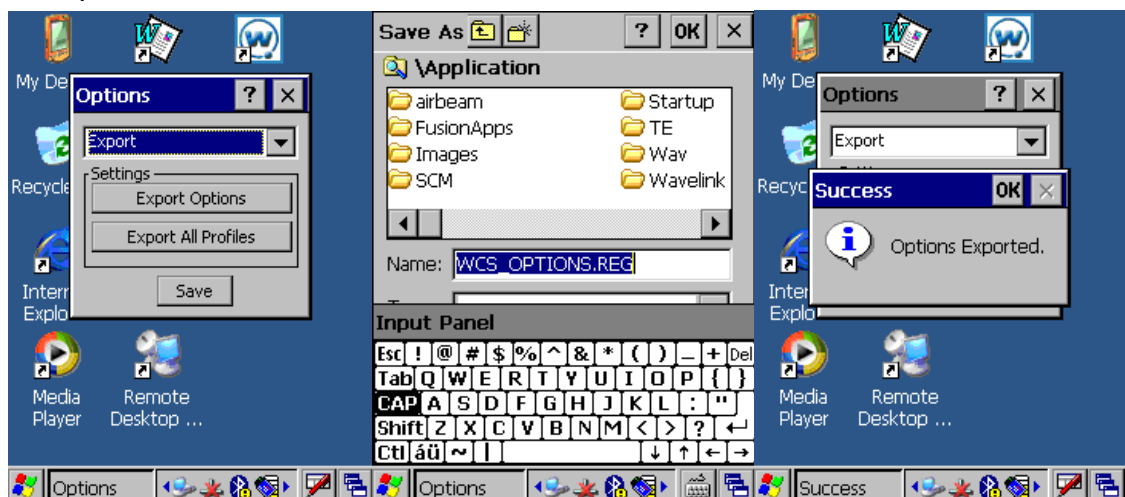 My De
Options ? ×
Export
Recycle
Settings
Export Options
Export All Profiles
Save
Intern
Explo
Media
Player
Remote
Desktop ...
Options
Save As ? OK ×
\Application
airbeam
FusionApps
Images
SCM
Startup
TE
Wav
Wavelink
Name: WCS_OPTIONS.REG
Input Panel
Esc ! @ # $ % ^ & * ( ) _ + Del
Tab Q W E R T Y U I O P { }
CAP A S D F G H J K L : "
Shift Z X C V B N M < > ? ↵
Ctl áü ~ | ↓ ↑ ← →
Options
My De
Options ? ×
Export
Recyc
Success OK ×
Options Exported.
Inter
Explo
Media
Player
Remote
Desktop ...
Success